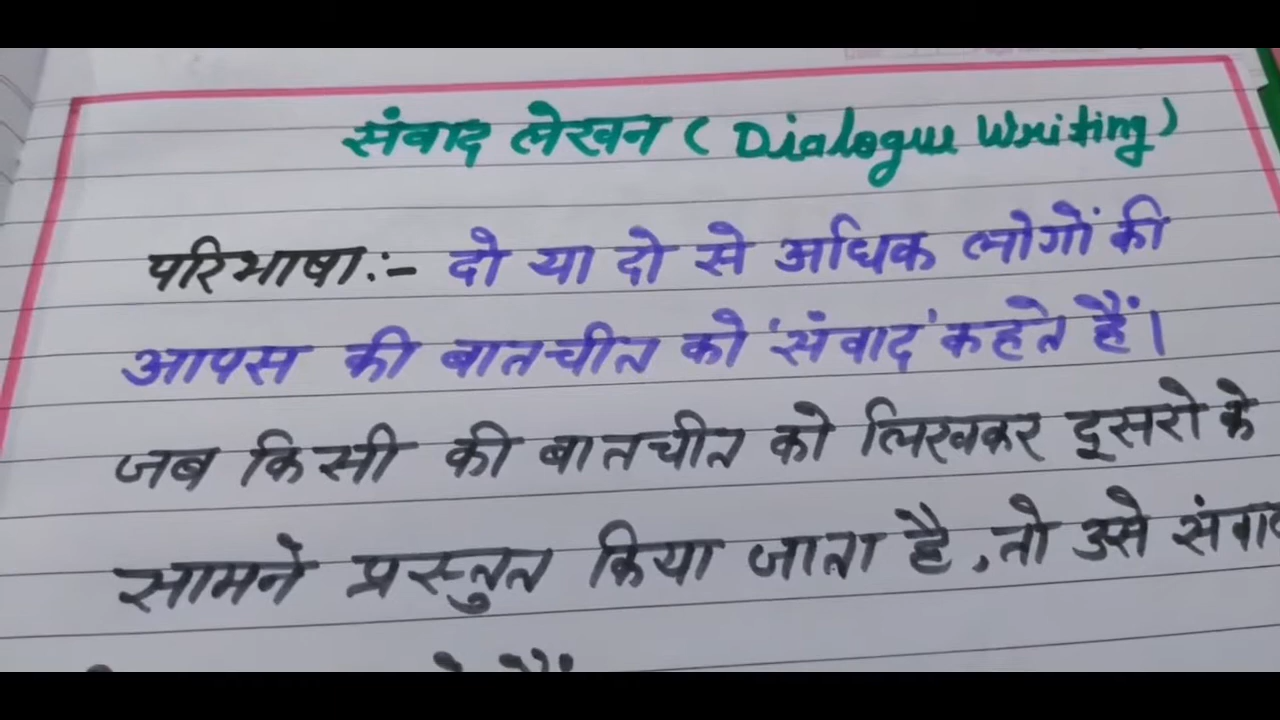 संवाद लेखन ( Dialogue Writing )
परिभाषा :- दो या दो से अधिक लोगों की
आपस की बातचीत को 'संवाद' कहते हैं।
जब किसी की बातचीत को लिखकर दूसरो के
सामने प्रस्तुत किया जाता है, तो उसे